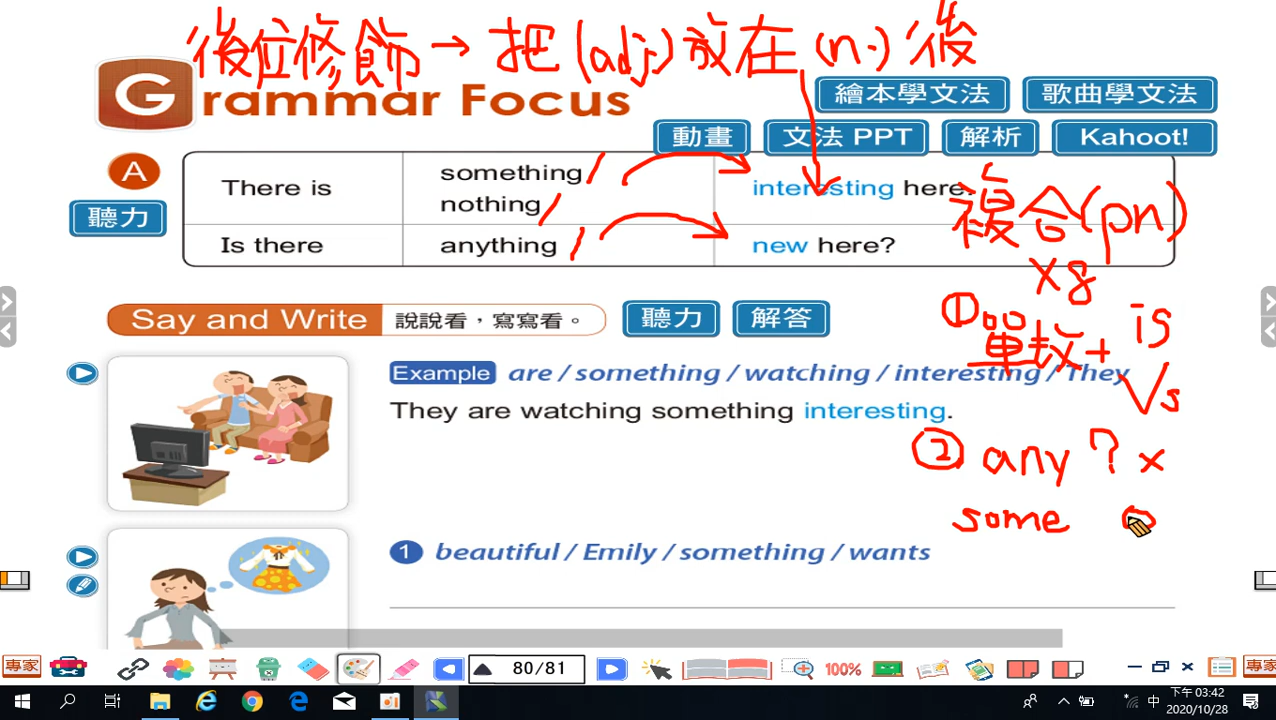 後位修飾→把(adj)放在(n.)後
Grammar Focus
繪本學文法 歌曲學文法
動畫 文法 PPT 解析 Kahoot!
A
聽力
There is something nothing interesting here.
Is there anything new here?
複合(pn)
x8
① 單數+ is
Vs
Say and Write 說說看，寫寫看。 聽力 解答
Example are / something / watching / interesting / They
They are watching something interesting.
② any ? x
some
1 beautiful / Emily / something / wants
專家 80/81 100% 專家
中 下午 03:42
2020/10/28